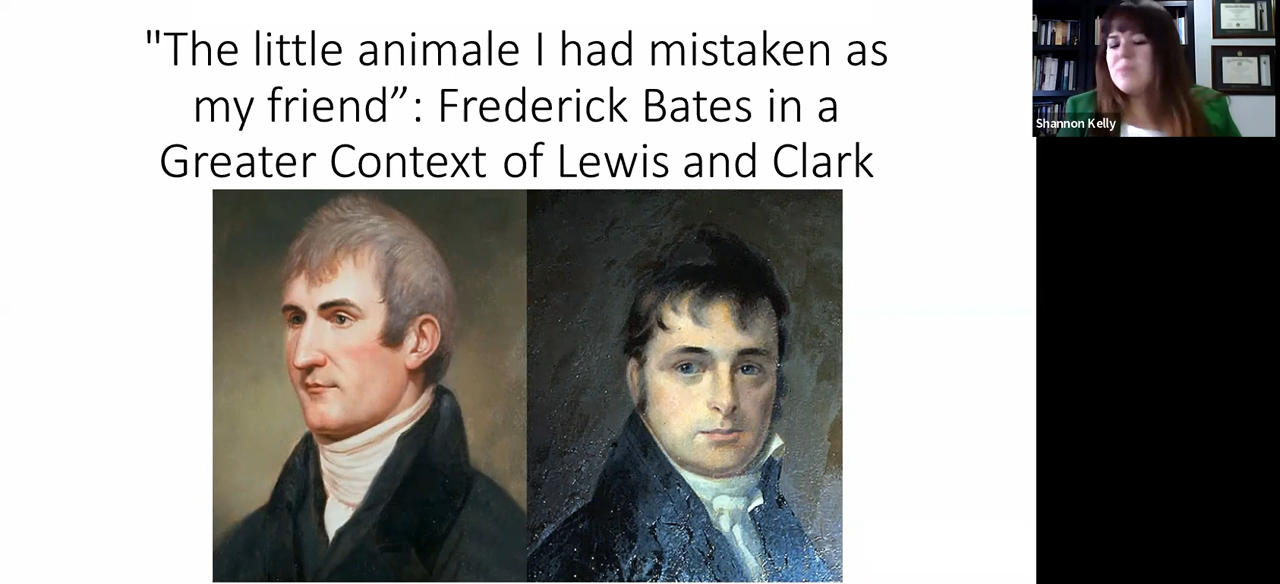 "The little animale I had mistaken as
my friend”: Frederick Bates in a
Greater Context of Lewis and Clark
Shannon Kelly